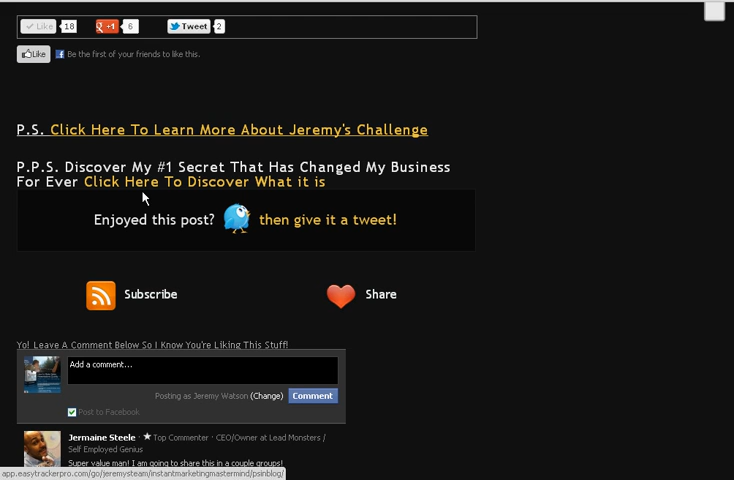 Like 18 +1 6 Tweet 2
Like Be the first of your friends to like this.
P.S. Click Here To Learn More About Jeremy's Challenge
P.P.S. Discover My #1 Secret That Has Changed My Business
For Ever Click Here To Discover What it is
Enjoyed this post? then give it a tweet!
Subscribe Share
Yo! Leave A Comment Below So I Know You're Liking This Stuff!
Add a comment...
Posting as Jeremy Watson (Change) Comment
Post to Facebook
Jermaine Steele · Top Commenter · CEO/Owner at Lead Monsters /
Self Employed Genius
Super value man! I am going to share this in a couple groups!
app.easytrackerpro.com/go/jeremysteam/instantmarketingmastermind/psinblog/